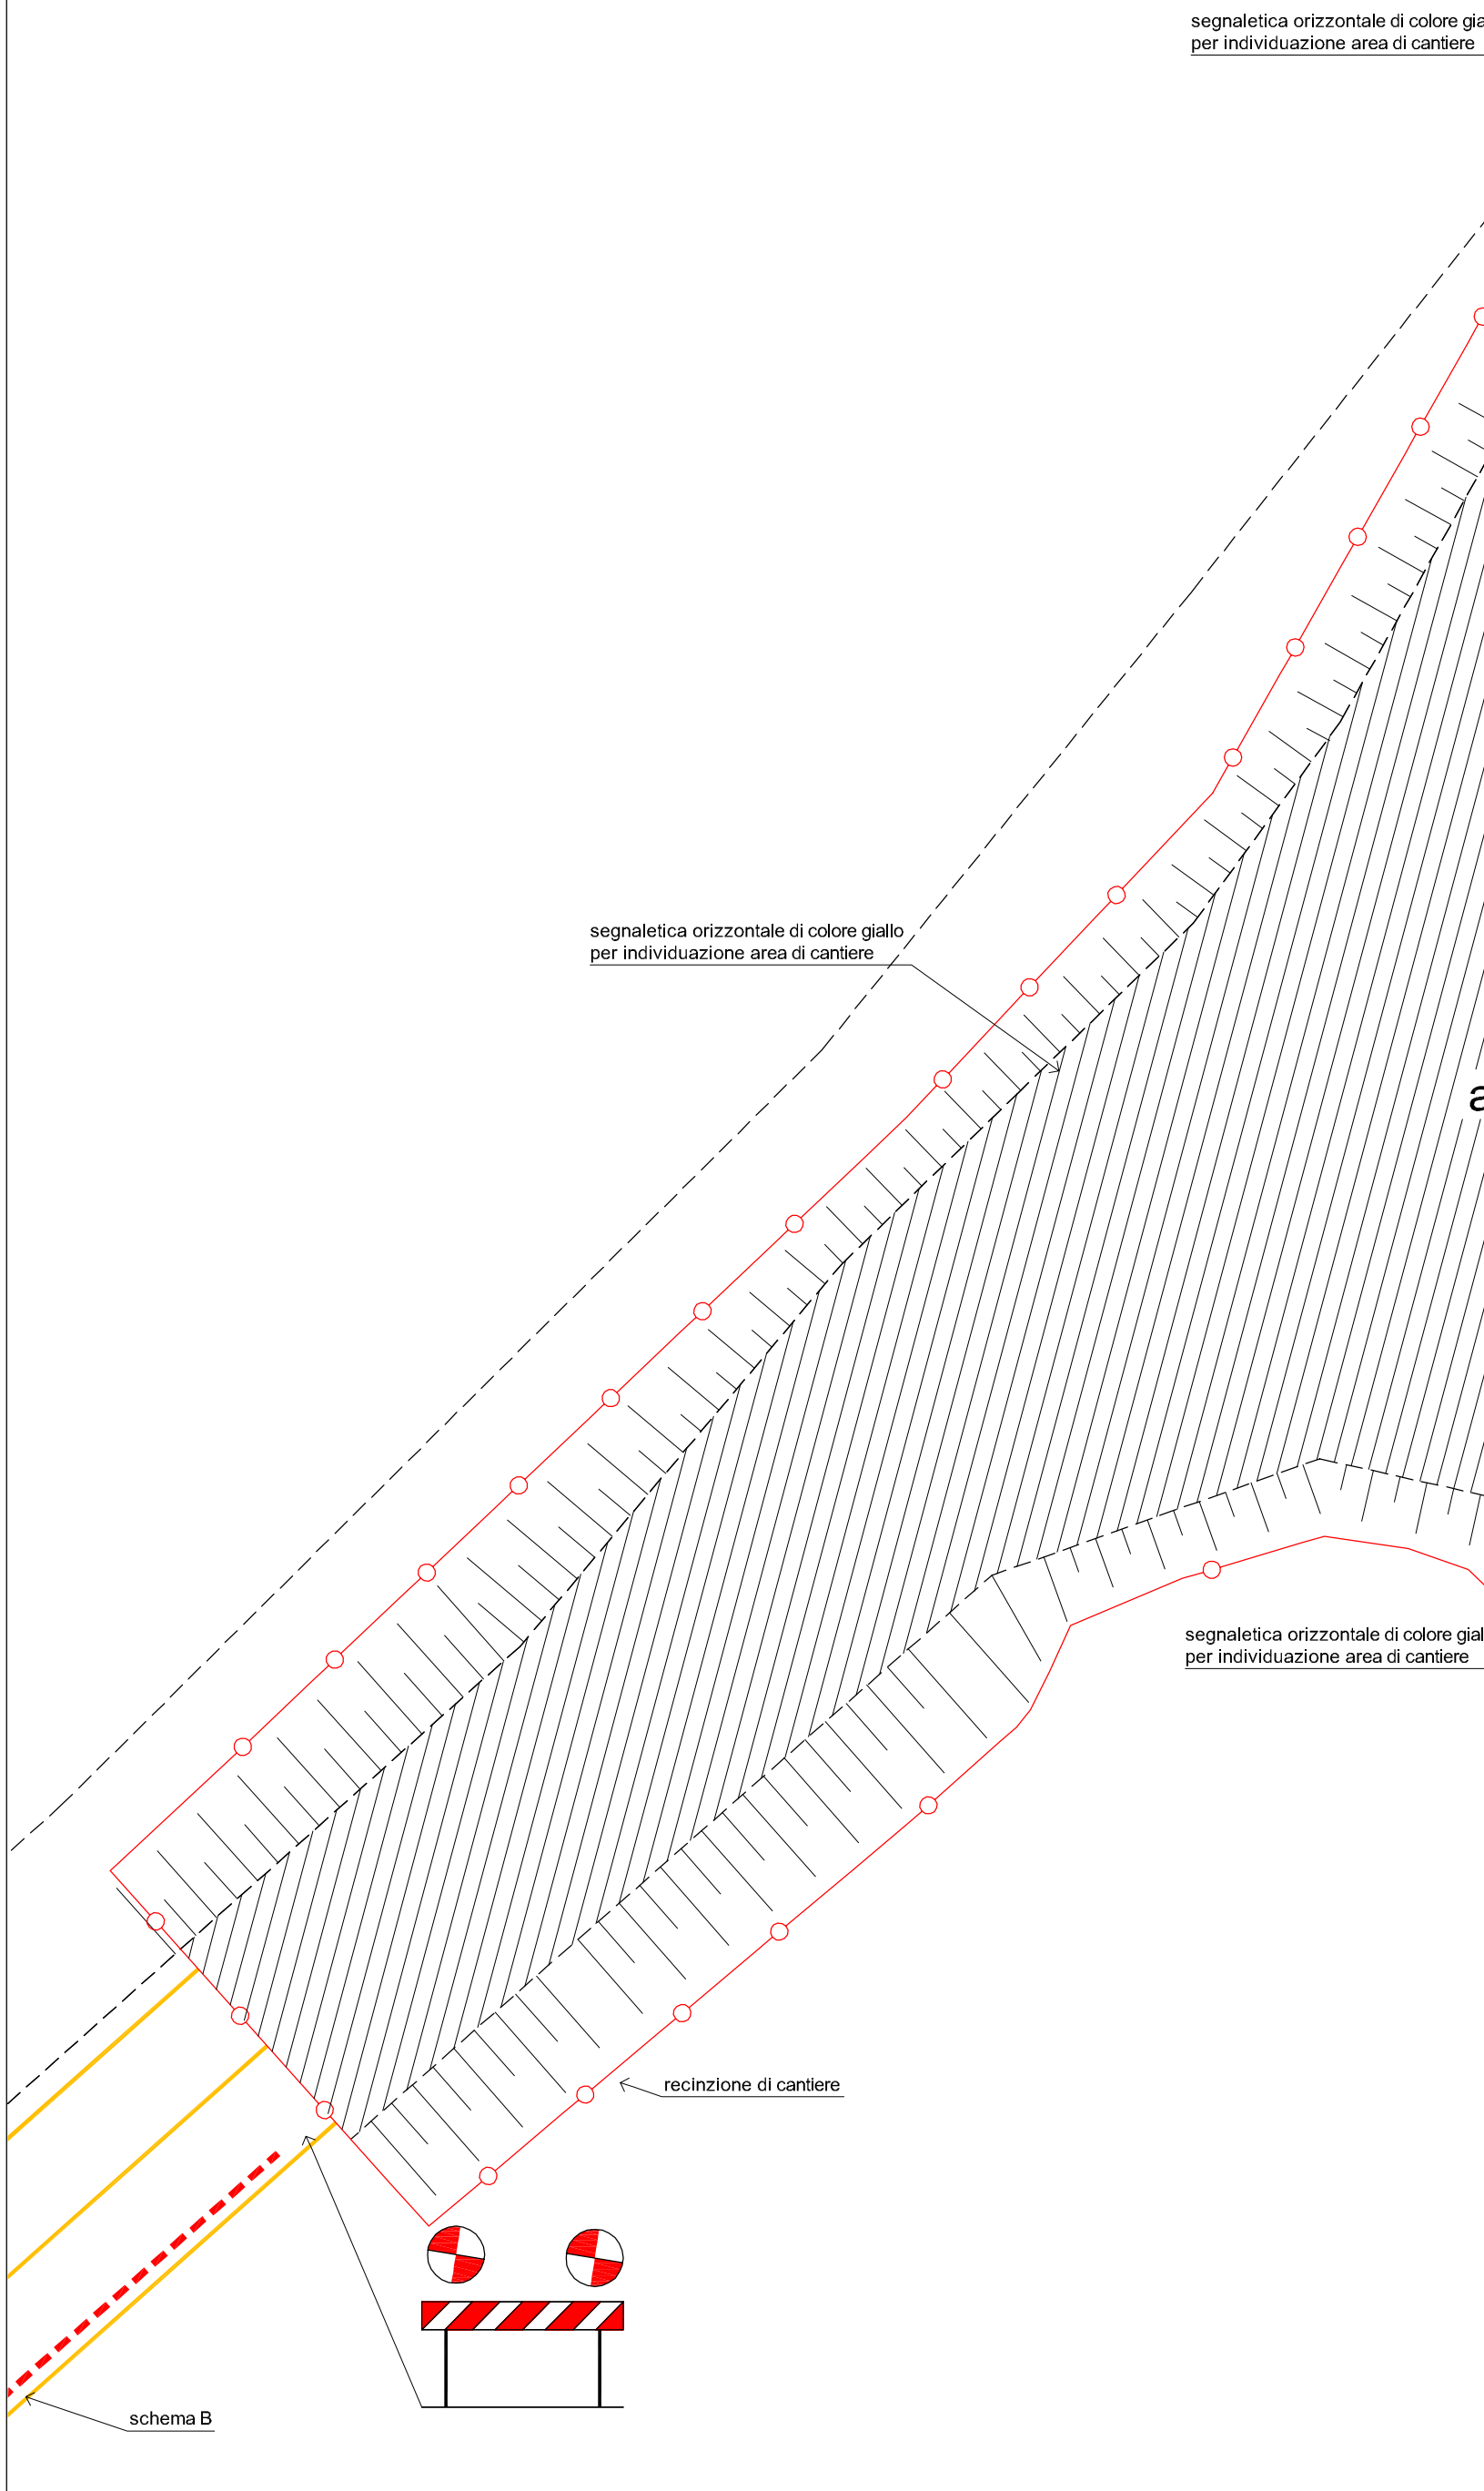 segnaletica orizzontale di colore gia
per individuazione area di cantiere
segnaletica orizzontale di colore giallo
per individuazione area di cantiere
a
segnaletica orizzontale di colore gial
per individuazione area di cantiere
recinzione di cantiere
schema B